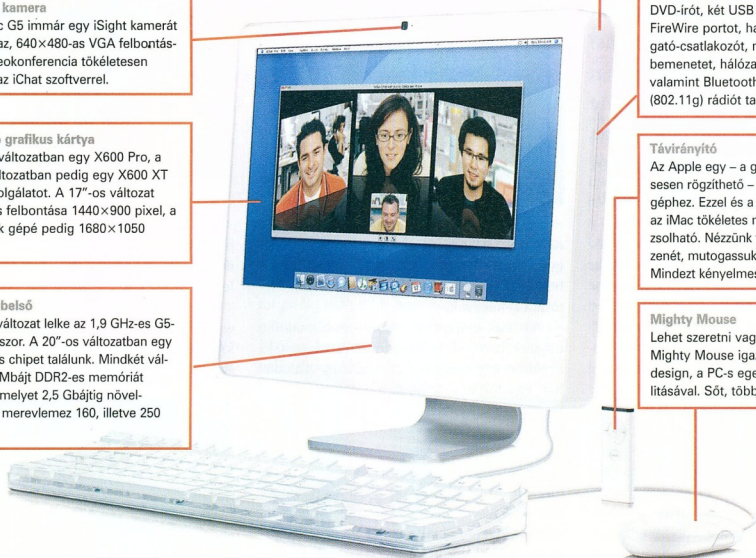 kamera
c G5 immár egy iSight kamerát
az, 640×480-as VGA felbontás-
eokonferencia tökéletesen
az iChat szoftverrel.
grafikus kártya
változatban egy X600 Pro, a
ltozatban pedig egy X600 XT
olgálatot. A 17"-os változat
s felbontása 1440×900 pixel, a
k gépé pedig 1680×1050
belső
változat lelke az 1,9 GHz-es G5-
szor. A 20"-os változatban egy
s chipet találunk. Mindkét vál-
Mbájt DDR2-es memóriát
melyet 2,5 Gbájtig növel-
merevlemez 160, illetve 250
DVD-írót, két USB
FireWire portot, ha
gató-csatlakozót, m
bemenetet, hálóza
valamint Bluetooth
(802.11g) rádiót ta
Távirányító
Az Apple egy – a g
sesen rögzíthető –
géphez. Ezzel és a
az iMac tökéletes m
zsolható. Nézzünk
zenét, mutogassuk
Mindezt kényelmes
Mighty Mouse
Lehet szeretni vag
Mighty Mouse iga
design, a PC-s ege
litásával. Sőt, több